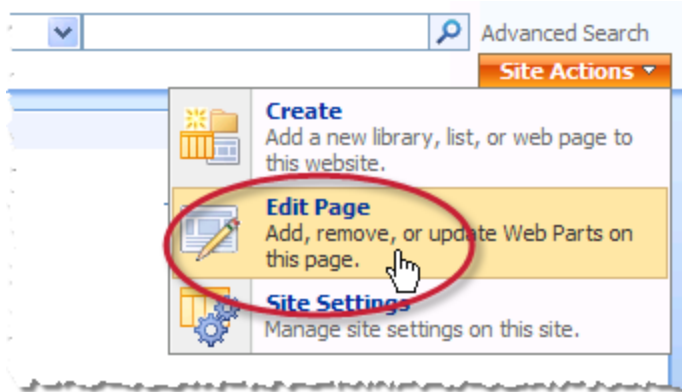 Advanced Search
Site Actions
Create
Add a new library, list, or web page to
this website.
Edit Page
Add, remove, or update Web Parts on
this page.
Site Settings
Manage site settings on this site.